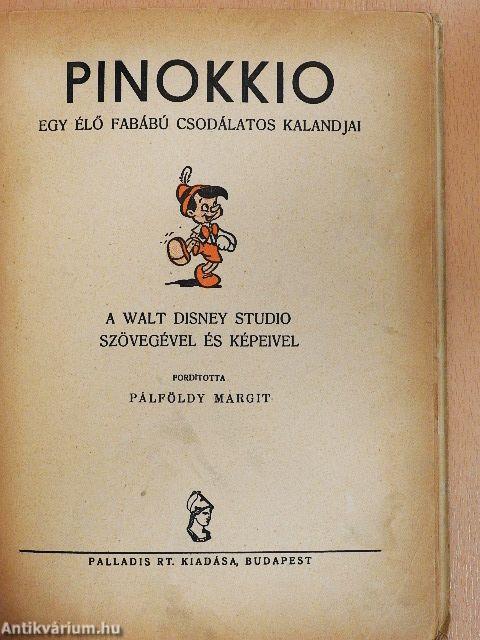 PINOKKIO
EGY ÉLŐ FABÁBÚ CSODÁLATOS KALANDJAI
A WALT DISNEY STUDIO
SZÖVEGÉVEL ÉS KÉPEIVEL
FORDÍTOTTA
PÁLFÖLDY MARGIT
PALLADIS RT. KIADÁSA, BUDAPEST
Antikvárium.hu